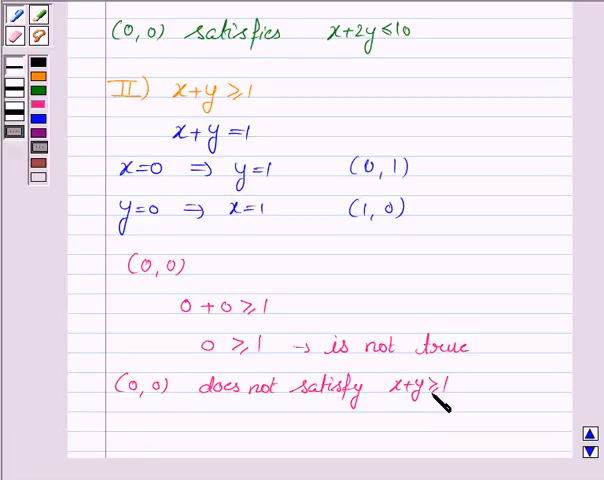 (0,0) satisfies x+2y≤10
II) x+y ≥1
x+y =1
x=0 ⇒ y=1 (0,1)
y=0 ⇒ x=1 (1,0)
(0,0)
0+0 ≥1
0 ≥1 → is not true
(0,0) does not satisfy x+y≥1